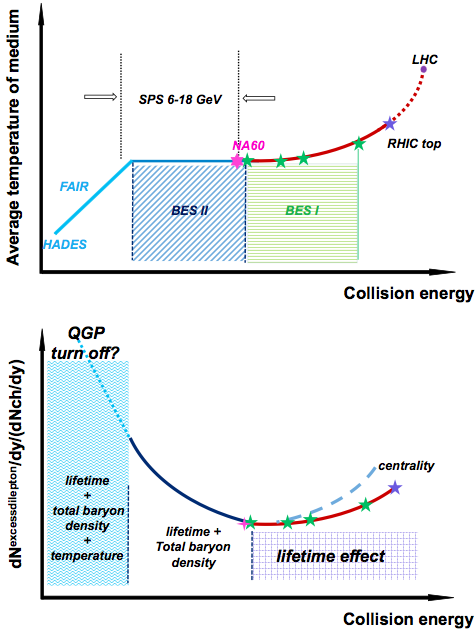 Average temperature of medium
SPS 6-18 GeV
LHC
NA60
RHIC top
FAIR
BES II
BES I
HADES
Collision energy
QGP
turn off?
dNexcessdilepton/dy/(dNch/dy)
centrality
lifetime
+
total baryon
density
+
temperature
lifetime +
Total baryon
density
lifetime effect
Collision energy